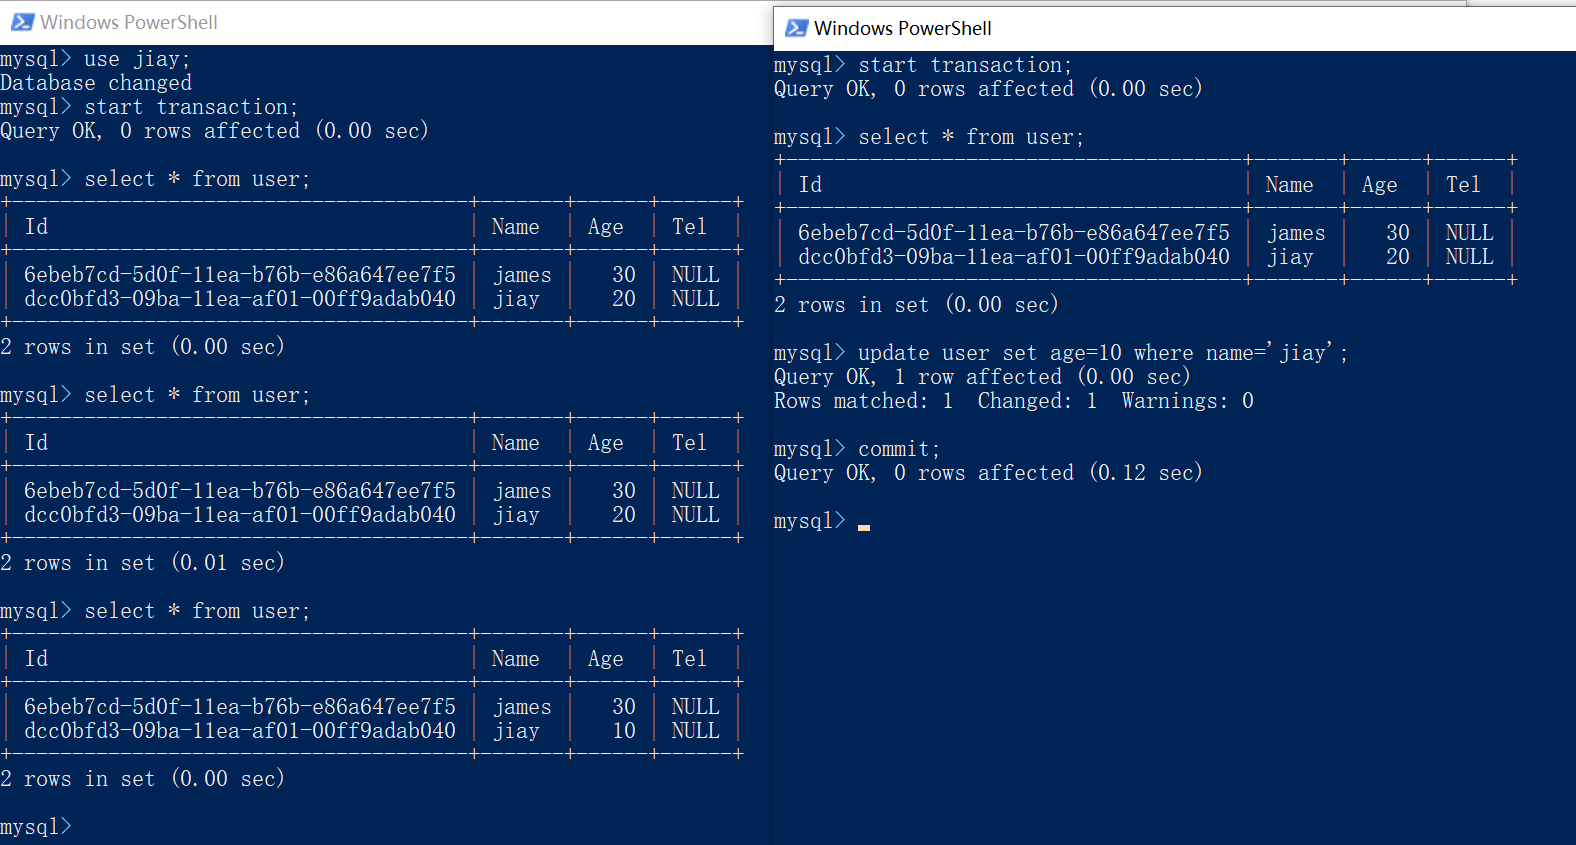 Windows PowerShell
mysql> use jiay;
Database changed
mysql> start transaction;
Query OK, 0 rows affected (0.00 sec)
mysql> select * from user;
+--------------------------------------+-------+------+------+
| Id                                   | Name  | Age  | Tel  |
+--------------------------------------+-------+------+------+
| 6ebeb7cd-5d0f-11ea-b76b-e86a647ee7f5 | james |   30 | NULL |
| dcc0bfd3-09ba-11ea-af01-00ff9adab040 | jiay  |   20 | NULL |
+--------------------------------------+-------+------+------+
2 rows in set (0.00 sec)
mysql> select * from user;
+--------------------------------------+-------+------+------+
| Id                                   | Name  | Age  | Tel  |
+--------------------------------------+-------+------+------+
| 6ebeb7cd-5d0f-11ea-b76b-e86a647ee7f5 | james |   30 | NULL |
| dcc0bfd3-09ba-11ea-af01-00ff9adab040 | jiay  |   20 | NULL |
+--------------------------------------+-------+------+------+
2 rows in set (0.01 sec)
mysql> select * from user;
+--------------------------------------+-------+------+------+
| Id                                   | Name  | Age  | Tel  |
+--------------------------------------+-------+------+------+
| 6ebeb7cd-5d0f-11ea-b76b-e86a647ee7f5 | james |   30 | NULL |
| dcc0bfd3-09ba-11ea-af01-00ff9adab040 | jiay  |   10 | NULL |
+--------------------------------------+-------+------+------+
2 rows in set (0.00 sec)
mysql>
Windows PowerShell
mysql> start transaction;
Query OK, 0 rows affected (0.00 sec)
mysql> select * from user;
+--------------------------------------+-------+------+------+
| Id                                   | Name  | Age  | Tel  |
+--------------------------------------+-------+------+------+
| 6ebeb7cd-5d0f-11ea-b76b-e86a647ee7f5 | james |   30 | NULL |
| dcc0bfd3-09ba-11ea-af01-00ff9adab040 | jiay  |   20 | NULL |
+--------------------------------------+-------+------+------+
2 rows in set (0.00 sec)
mysql> update user set age=10 where name='jiay';
Query OK, 1 row affected (0.00 sec)
Rows matched: 1  Changed: 1  Warnings: 0
mysql> commit;
Query OK, 0 rows affected (0.12 sec)
mysql>